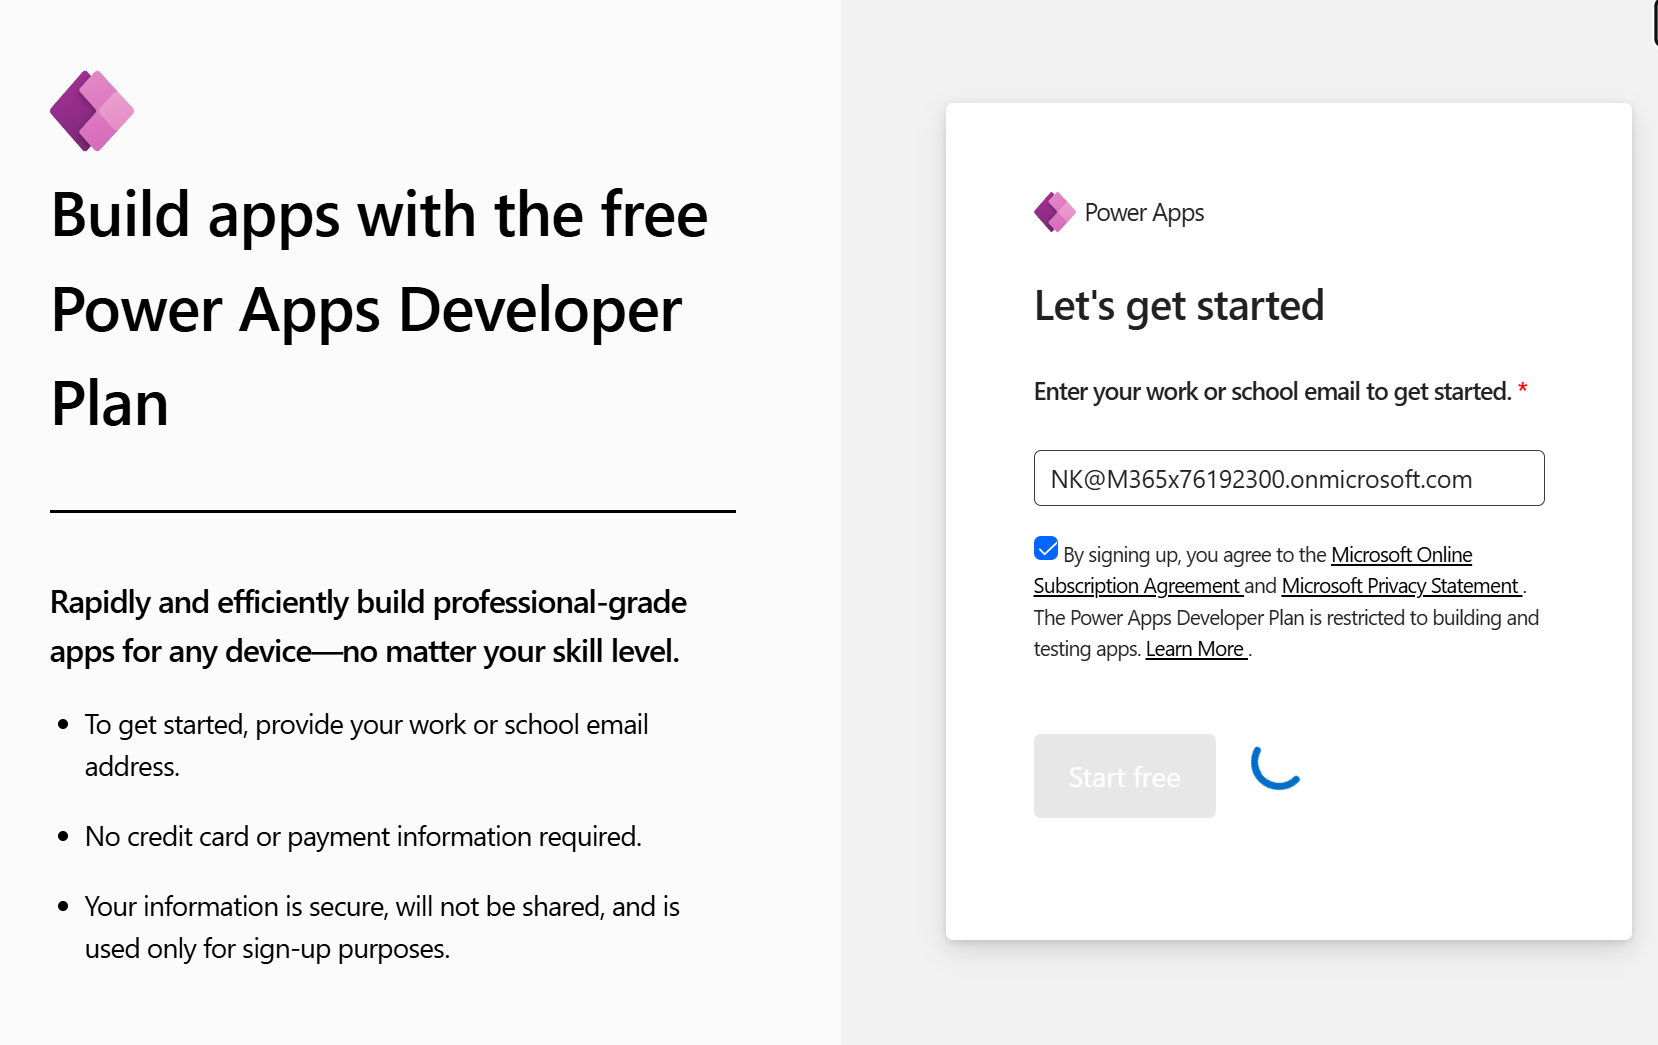 Build apps with the free
Power Apps Developer
Plan
Rapidly and efficiently build professional-grade
apps for any device—no matter your skill level.
• To get started, provide your work or school email
address.
• No credit card or payment information required.
• Your information is secure, will not be shared, and is
used only for sign-up purposes.
Power Apps
Let's get started
Enter your work or school email to get started. *
NK@M365x76192300.onmicrosoft.com
By signing up, you agree to the Microsoft Online
Subscription Agreement and Microsoft Privacy Statement .
The Power Apps Developer Plan is restricted to building and
testing apps. Learn More .
Start free